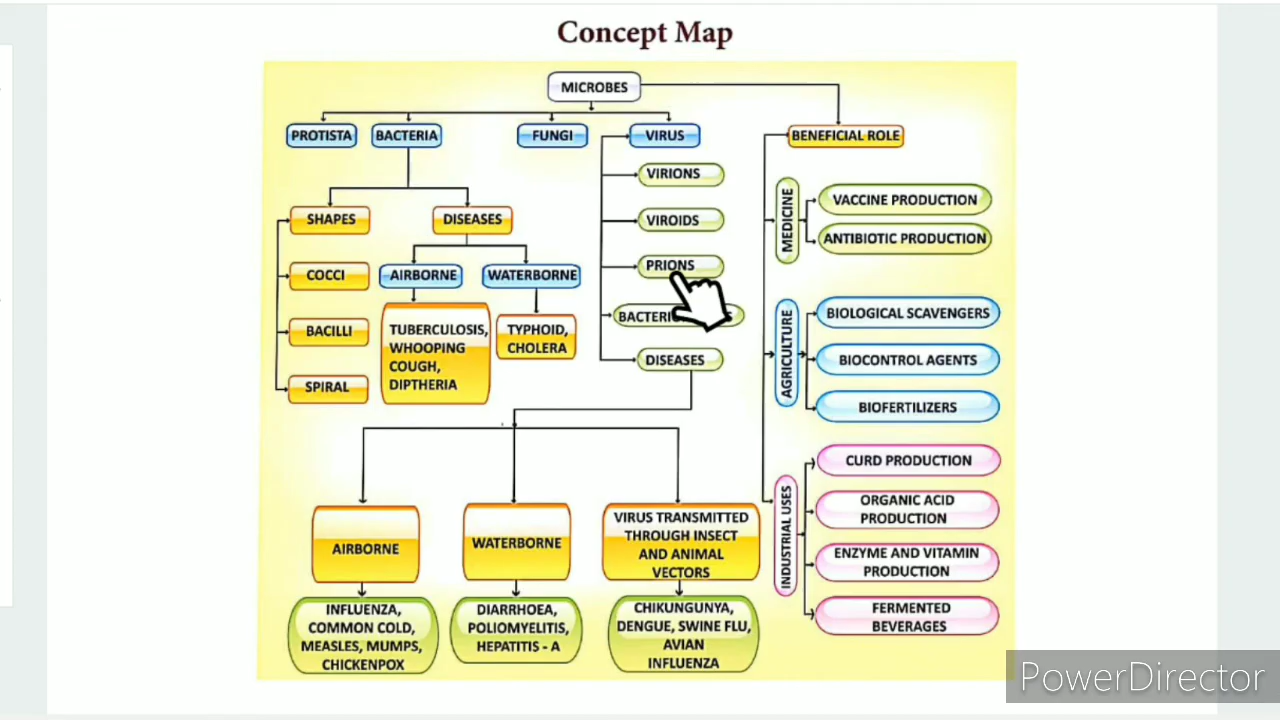 Concept Map
MICROBES
PROTISTA
BACTERIA
FUNGI
VIRUS
BENEFICIAL ROLE
SHAPES
COCCI
BACILLI
SPIRAL
DISEASES
AIRBORNE
TUBERCULOSIS,
WHOOPING
COUGH,
DIPTHERIA
WATERBORNE
TYPHOID,
CHOLERA
VIRIONS
VIROIDS
PRIONS
DISEASES
AIRBORNE
INFLUENZA,
COMMON COLD,
MEASLES, MUMPS,
CHICKENPOX
WATERBORNE
DIARRHOEA,
POLIOMYELITIS,
HEPATITIS - A
VIRUS TRANSMITTED
THROUGH INSECT
AND ANIMAL
VECTORS
CHIKUNGUNYA,
DENGUE, SWINE FLU,
AVIAN
INFLUENZA
MEDICINE
VACCINE PRODUCTION
ANTIBIOTIC PRODUCTION
AGRICULTURE
BIOLOGICAL SCAVENGERS
BIOCONTROL AGENTS
BIOFERTILIZERS
INDUSTRIAL USES
CURD PRODUCTION
ORGANIC ACID
PRODUCTION
ENZYME AND VITAMIN
PRODUCTION
FERMENTED
BEVERAGES
PowerDirector